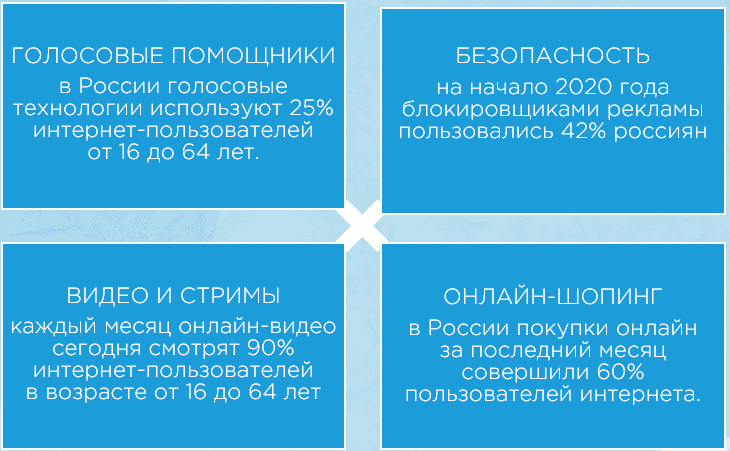 ГОЛОСОВЫЕ ПОМОЩНИКИ
в России голосовые
технологии используют 25%
интернет-пользователей
от 16 до 64 лет.
БЕЗОПАСНОСТЬ
на начало 2020 года
блокировщиками рекламы
пользовались 42% россиян
ВИДЕО И СТРИМЫ
каждый месяц онлайн-видео
сегодня смотрят 90%
интернет-пользователей
в возрасте от 16 до 64 лет
ОНЛАЙН-ШОПИНГ
в России покупки онлайн
за последний месяц
совершили 60%
пользователей интернета.